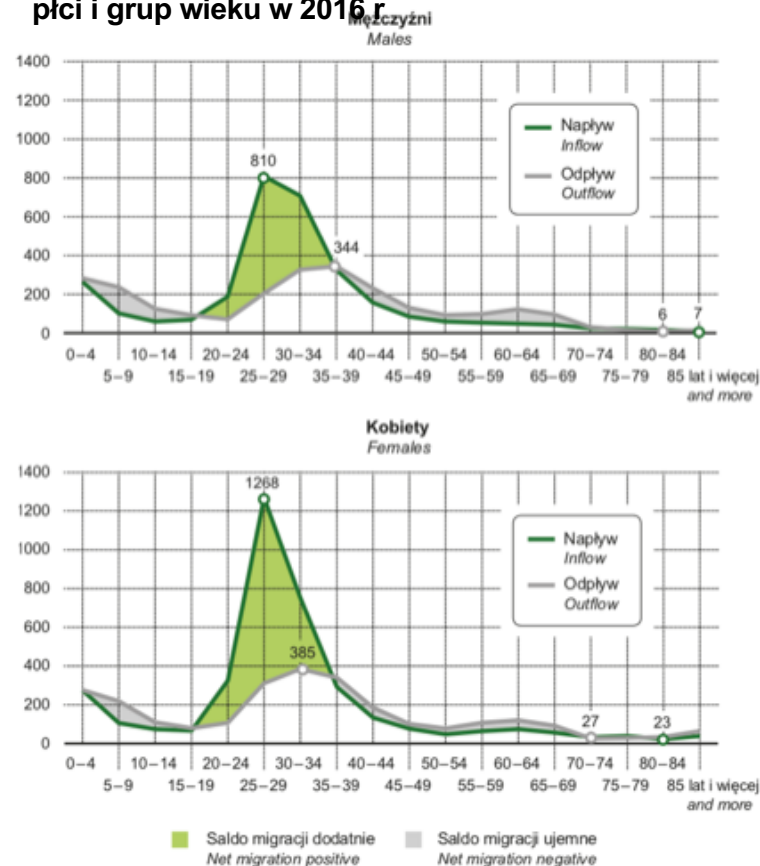 płci i grup wieku w 2016 r
Mężczyźni
Males
1400
1200
1000
800
600
400
200
0
810
344
6
7
Napływ
Inflow
Odpływ
Outflow
0–4
10–14
20–24
30–34
40–44
50–54
60–64
70–74
80–84
5–9
15–19
25–29
35–39
45–49
55–59
65–69
75–79
85 lat i więcej
and more
Kobiety
Females
1400
1200
1000
800
600
400
200
0
1268
385
27
23
Napływ
Inflow
Odpływ
Outflow
0–4
10–14
20–24
30–34
40–44
50–54
60–64
70–74
80–84
5–9
15–19
25–29
35–39
45–49
55–59
65–69
75–79
85 lat i więcej
and more
Saldo migracji dodatnie
Net migration positive
Saldo migracji ujemne
Net migration negative